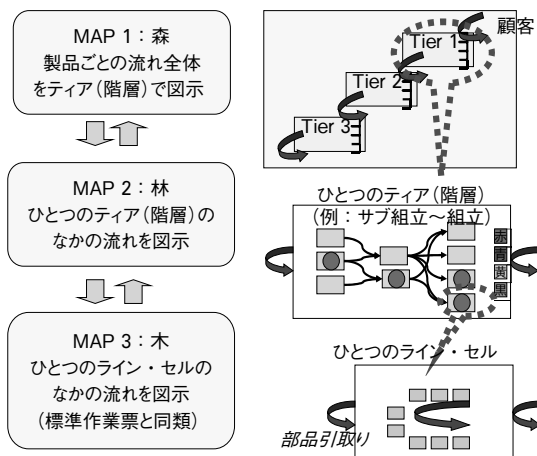 MAP 1：森
製品ごとの流れ全体
をティア（階層）で図示
MAP 2：林
ひとつのティア（階層）の
なかの流れを図示
MAP 3：木
ひとつのライン・セルの
なかの流れを図示
（標準作業票と同類）
顧客
Tier 1
Tier 2
Tier 3
ひとつのティア（階層）
（例：サブ組立～組立）
赤
青
黄
黒
ひとつのライン・セル
部品引取り